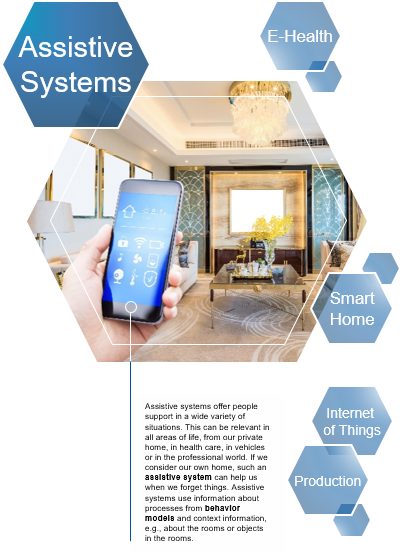 Assistive
Systems
E-Health
Smart
Home
Internet
of Things
Production
Assistive systems offer people
support in a wide variety of
situations. This can be relevant in
all areas of life, from our private
home, in health care, in vehicles
or in the professional world. If we
consider our own home, such an
assistive system can help us
when we forget things. Assistive
systems use information about
processes from behavior
models and context information,
e.g., about the rooms or objects
in the rooms.